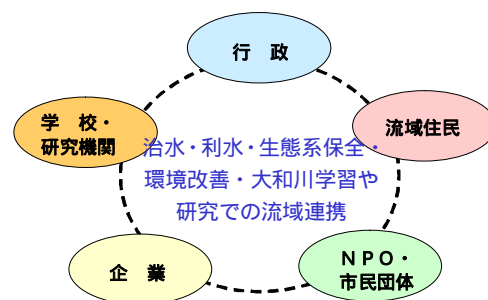 行　政
学　校・
研究機関
流域住民
治水・利水・生態系保全・
環境改善・大和川学習や
研究での流域連携
企　業
ＮＰＯ・
市民団体